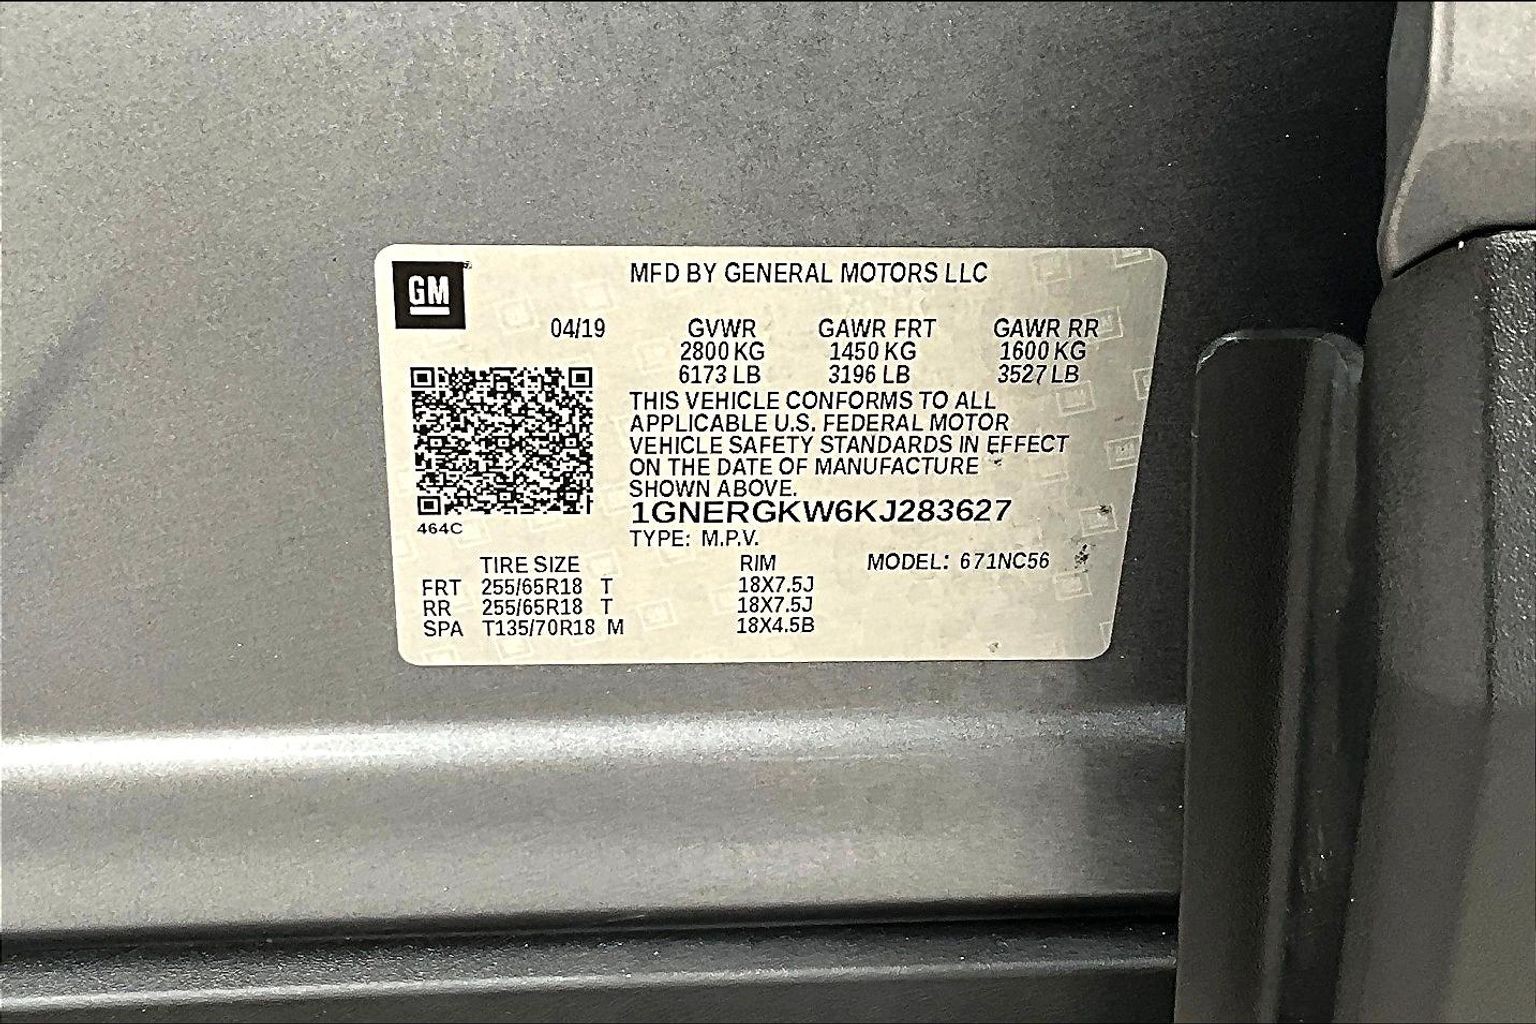 GM
MFD BY GENERAL MOTORS LLC
04/19 GVWR GAWR FRT GAWR RR
2800 KG 1450 KG 1600 KG
6173 LB 3196 LB 3527 LB
THIS VEHICLE CONFORMS TO ALL
APPLICABLE U.S. FEDERAL MOTOR
VEHICLE SAFETY STANDARDS IN EFFECT
ON THE DATE OF MANUFACTURE
SHOWN ABOVE.
1GNERGKW6KJ283627
464C
TYPE: M.P.V.
TIRE SIZE RIM MODEL: 671NC56
FRT 255/65R18 T 18X7.5J
RR 255/65R18 T 18X7.5J
SPA T135/70R18 M 18X4.5B